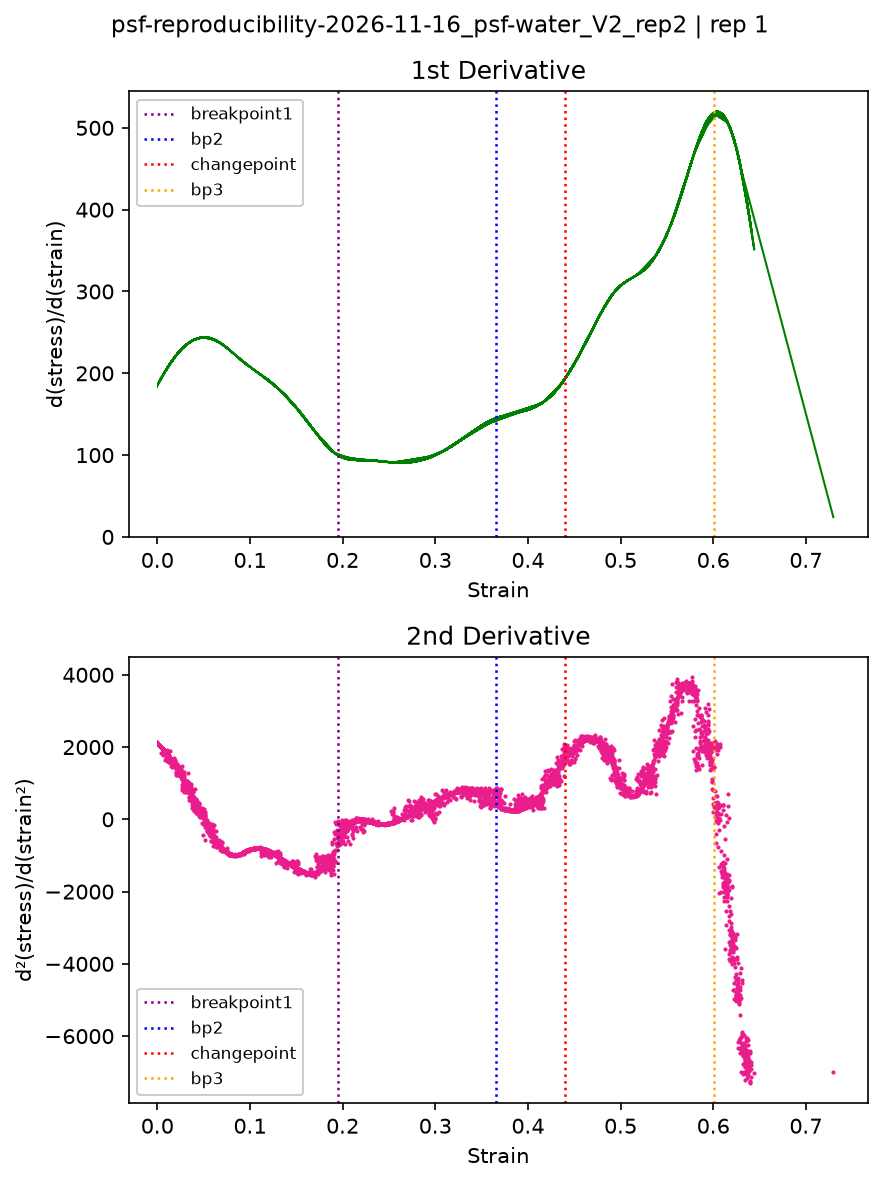 psf-reproducibility-2026-11-16_psf-water_V2_rep2 | rep 1
1st Derivative
breakpoint1
bp2
changepoint
bp3
d(stress)/d(strain)
500
400
300
200
100
0
0.0 0.1 0.2 0.3 0.4 0.5 0.6 0.7
Strain
2nd Derivative
d²(stress)/d(strain²)
4000
2000
0
−2000
−4000
−6000
breakpoint1
bp2
changepoint
bp3
0.0 0.1 0.2 0.3 0.4 0.5 0.6 0.7
Strain